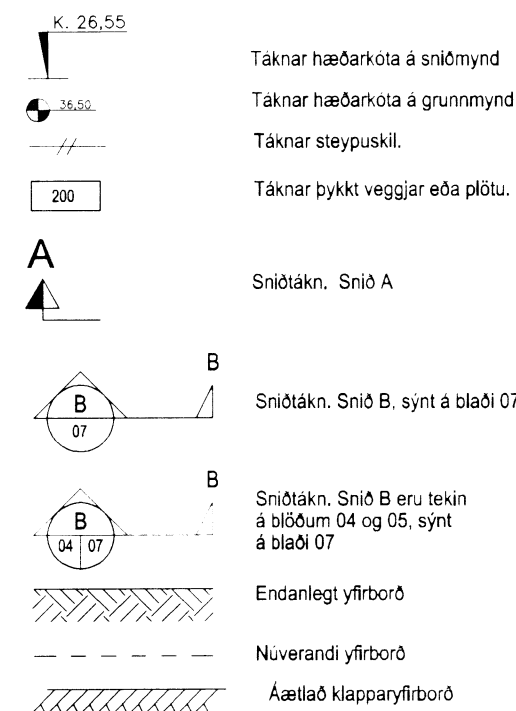 K. 26,55
Táknar hæðarkóta á sniðmynd
36,50
Táknar hæðarkóta á grunnmynd
Táknar steypuskil.
200
Táknar þykkt veggjar eða plötu.
A
Sniðtákn. Snið A
B
B
07
Sniðtákn. Snið B, sýnt á blaði 07
B
B
04 07
Sniðtákn. Snið B eru tekin
á blöðum 04 og 05, sýnt
á blaði 07
Endanlegt yfirborð
Núverandi yfirborð
Áætlað klapparyfirborð